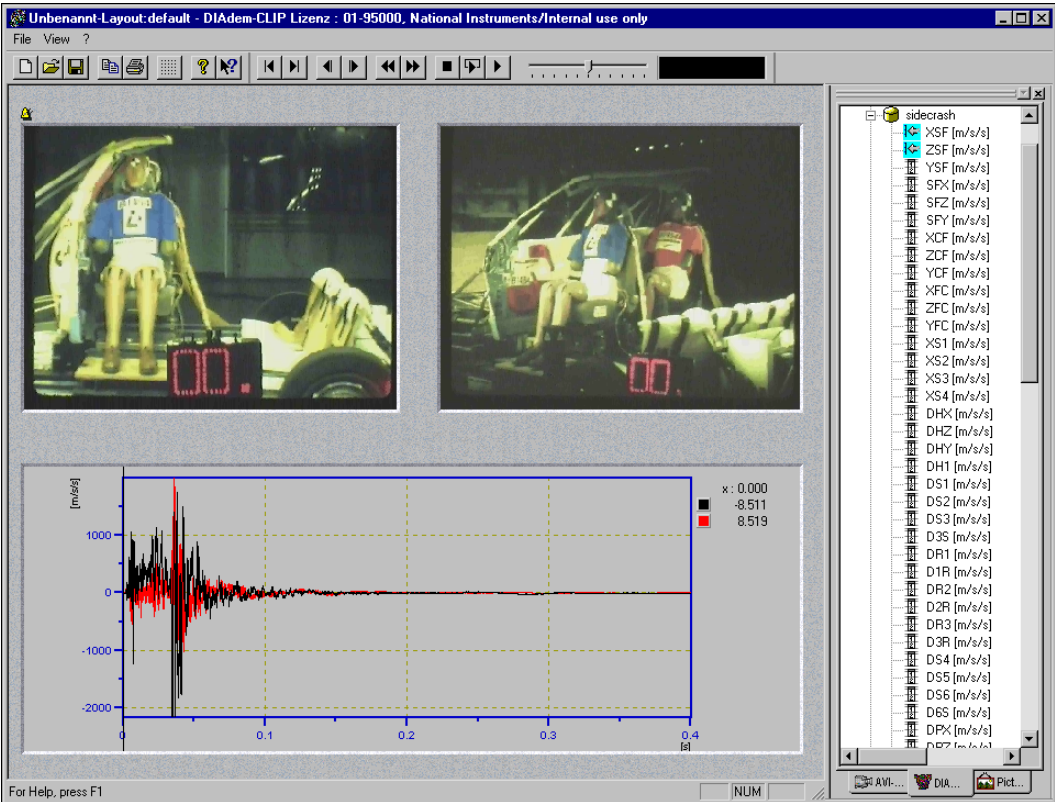 Unbenannt-Layout:default - DIAdem-CLIP Lizenz : 01-95000, National Instruments/Internal use only
File View ?
sidecrash
XSF [m/s/s]
ZSF [m/s/s]
YSF [m/s/s]
SFX [m/s/s]
SFZ [m/s/s]
SFY [m/s/s]
XCF [m/s/s]
ZCF [m/s/s]
YCF [m/s/s]
XFC [m/s/s]
ZFC [m/s/s]
YFC [m/s/s]
XS1 [m/s/s]
XS2 [m/s/s]
XS3 [m/s/s]
XS4 [m/s/s]
DHX [m/s/s]
DHZ [m/s/s]
DHY [m/s/s]
DH1 [m/s/s]
DS1 [m/s/s]
DS2 [m/s/s]
DS3 [m/s/s]
D3S [m/s/s]
DR1 [m/s/s]
D1R [m/s/s]
DR2 [m/s/s]
D2R [m/s/s]
DR3 [m/s/s]
D3R [m/s/s]
DS4 [m/s/s]
DS5 [m/s/s]
DS6 [m/s/s]
D6S [m/s/s]
DPX [m/s/s]
DPZ [m/s/s]
AVI-... DIA... Pict...
00.
00.
[m/s/s]
1000
0
-1000
-2000
0 0.1 0.2 0.3 0.4
[s]
x : 0.000
-8.511
8.519
For Help, press F1
NUM